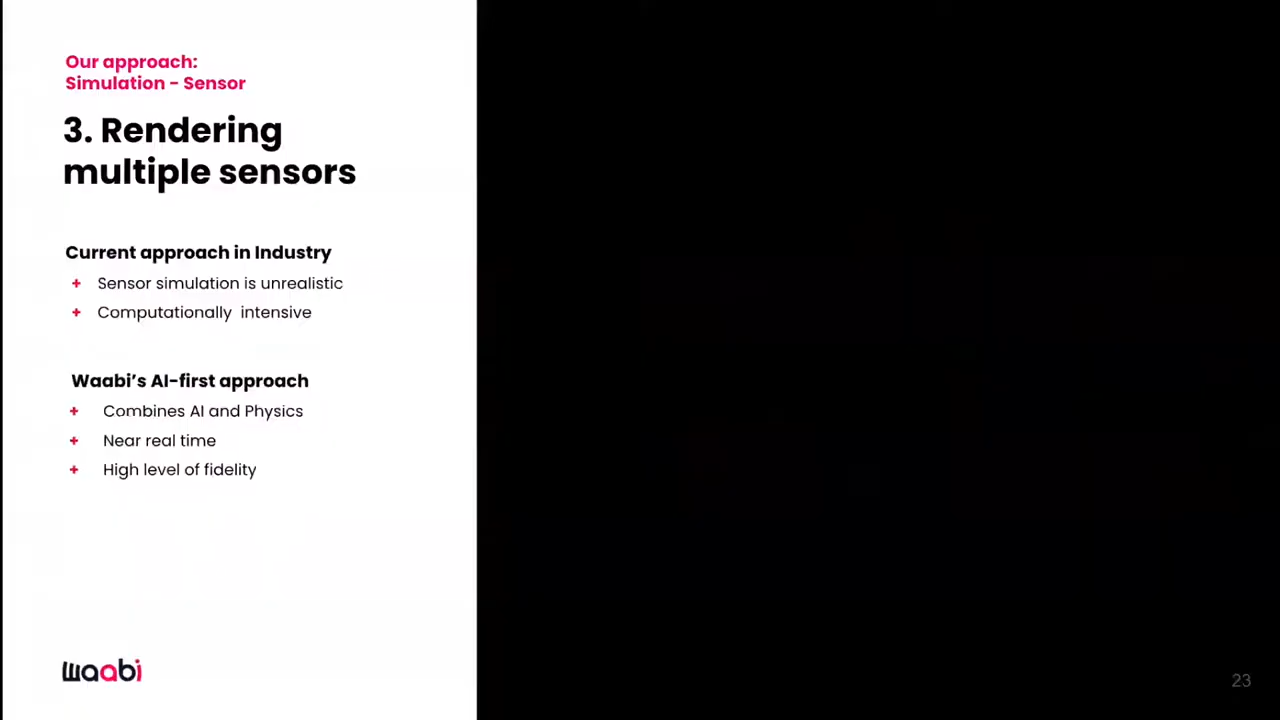 Our approach:
Simulation - Sensor
3. Rendering
multiple sensors
Current approach in Industry
+ Sensor simulation is unrealistic
+ Computationally  intensive
Waabi’s AI-first approach
+ Combines AI and Physics
+ Near real time
+ High level of fidelity
waabi
23